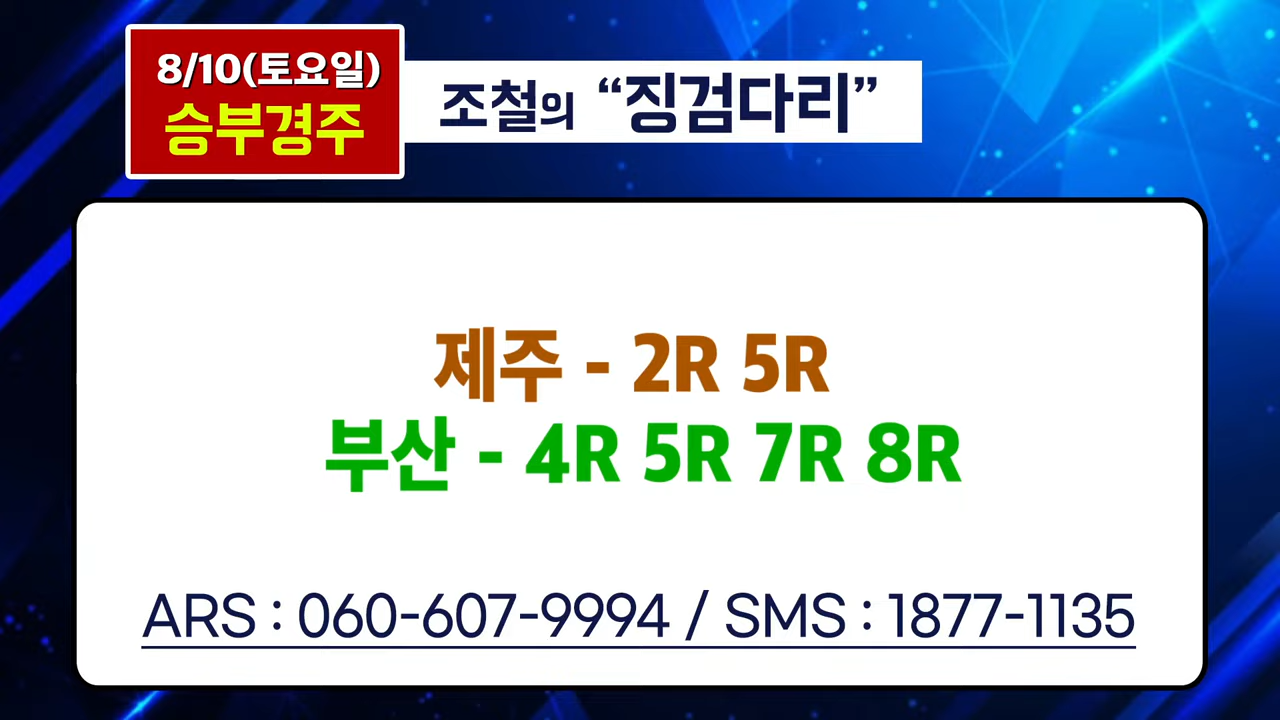 8/10(토요일)
승부경주
조철의 “징검다리”
제주 - 2R 5R
부산 - 4R 5R 7R 8R
ARS : 060-607-9994 / SMS : 1877-1135